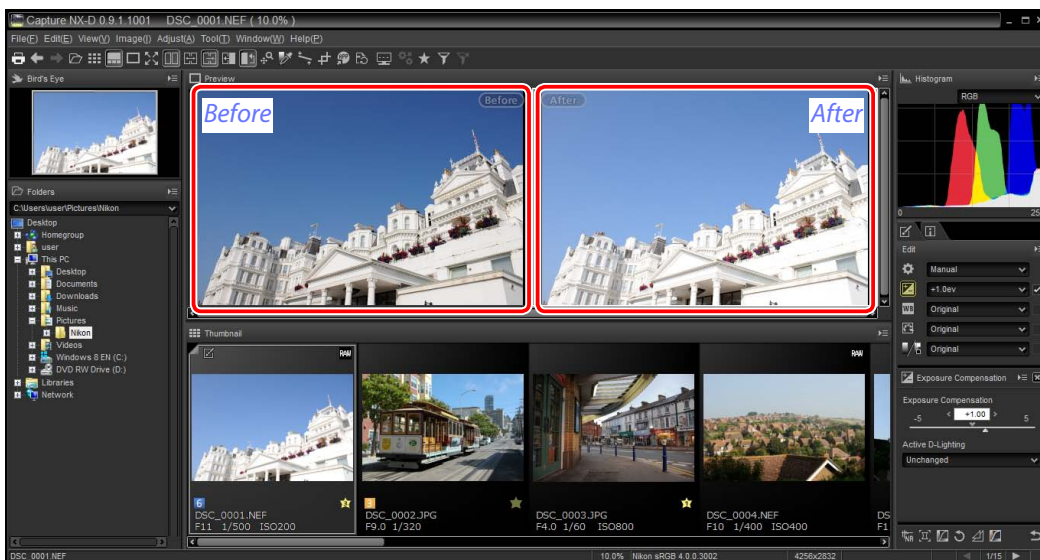 Capture NX-D 0.9.1.1001 DSC_0001.NEF ( 10.0% )
File(F) Edit(E) View(V) Image(I) Adjust(A) Tool(T) Window(W) Help(P)
Bird's Eye
Folders
C:\Users\user\Pictures\Nikon
Desktop
Homegroup
user
This PC
Desktop
Documents
Downloads
Music
Pictures
Nikon
Videos
Windows 8 EN (C:)
DVD RW Drive (D:)
Libraries
Network
Preview
Before
Before
After
After
Thumbnail
RAW
6
DSC_0001.NEF
F11 1/500 ISO200
3
DSC_0002.JPG
F9.0 1/320
DSC_0003.JPG
F4.0 1/60 ISO800
RAW
DSC_0004.NEF
F10 1/400 ISO400
Histogram
RGB
0
Edit
Manual
+1.0ev
WB
Original
Original
Original
Exposure Compensation
Exposure Compensation
-5
+1.00
5
Active D-Lighting
Unchanged
NR
DSC_0001.NEF
10.0%
Nikon sRGB 4.0.0.3002
4256x2832
1/15